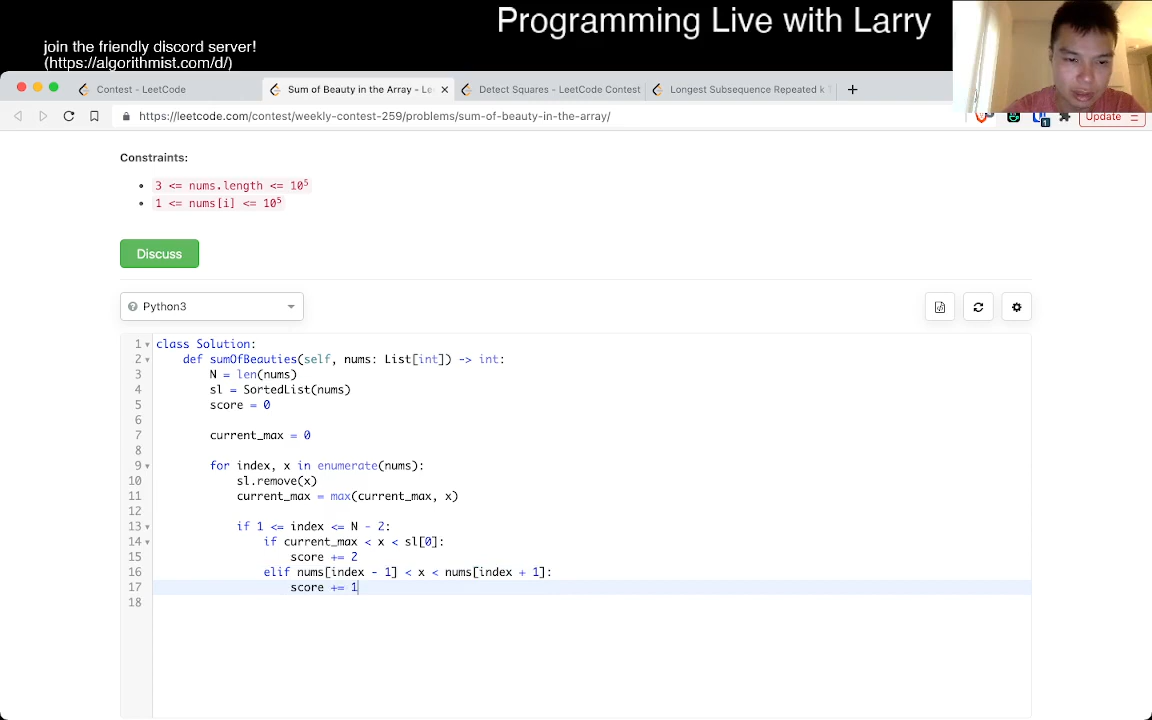 Programming Live with Larry
join the friendly discord server!
(https://algorithmist.com/d/)
Contest - LeetCode
Sum of Beauty in the Array - Le
Detect Squares - LeetCode Contest
Longest Subsequence Repeated k T
https://leetcode.com/contest/weekly-contest-259/problems/sum-of-beauty-in-the-array/
1
Update
Constraints:
• 3 <= nums.length <= 10⁵
• 1 <= nums[i] <= 10⁵
Discuss
Python3
1 class Solution:
2 def sumOfBeauties(self, nums: List[int]) -> int:
3 N = len(nums)
4 sl = SortedList(nums)
5 score = 0
6
7 current_max = 0
8
9 for index, x in enumerate(nums):
10 sl.remove(x)
11 current_max = max(current_max, x)
12
13 if 1 <= index <= N - 2:
14 if current_max < x < sl[0]:
15 score += 2
16 elif nums[index - 1] < x < nums[index + 1]:
17 score += 1
18